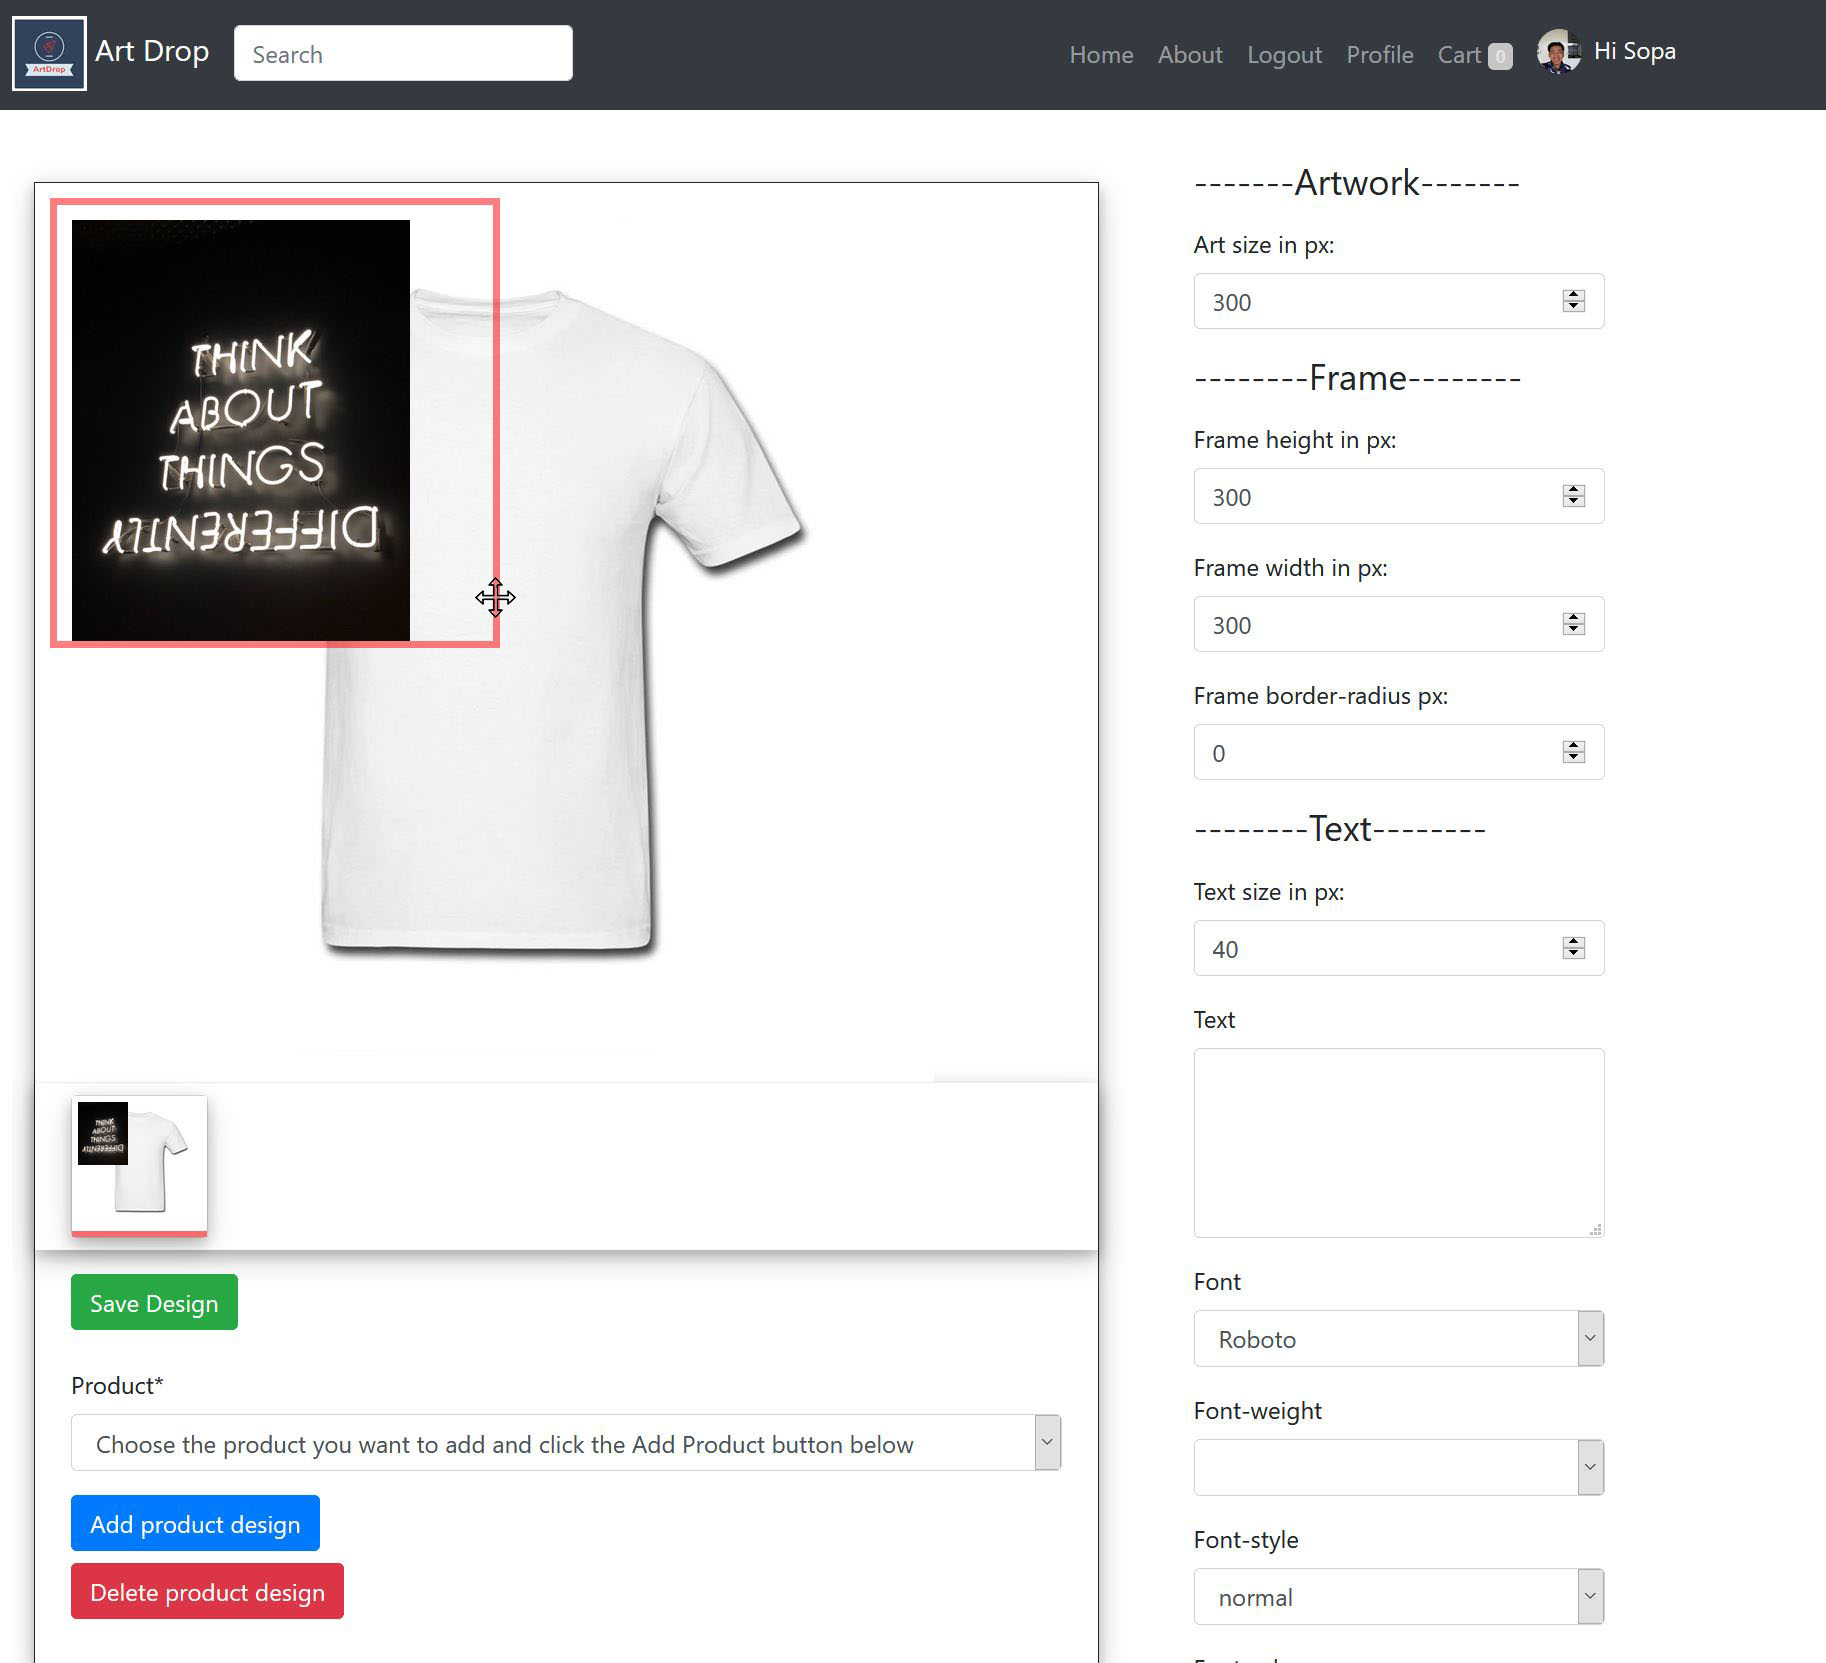 ArtDrop
Art Drop
Search
Home
About
Logout
Profile
Cart 0
Hi Sopa
THINK
ABOUT
THINGS
DIFFERENTLY
-------Artwork-------
Art size in px:
300
--------Frame--------
Frame height in px:
300
Frame width in px:
300
Frame border-radius px:
0
--------Text--------
Text size in px:
40
Text
Font
Roboto
Font-weight
Font-style
normal
THINK
ABOUT
THINGS
DIFFERENTLY
Save Design
Product*
Choose the product you want to add and click the Add Product button below
Add product design
Delete product design